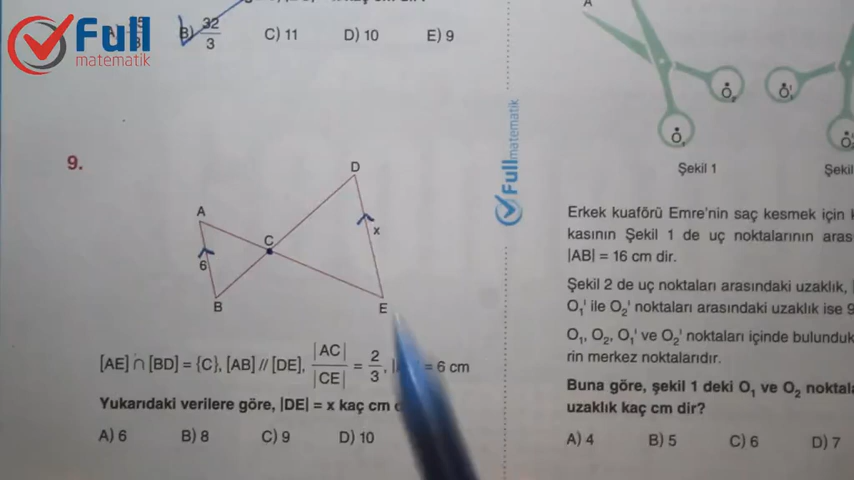 Full
matematik
B) 32/3
C) 11
D) 10
E) 9
9.
A
B
C
D
E
6
x
[AE] ∩ [BD] = {C}, [AB] // [DE], |AC|/|CE| = 2/3, = 6 cm
Yukarıdaki verilere göre, |DE| = x kaç cm
A) 6
B) 8
C) 9
D) 10
Fullmatematik
A
O
O
O
Şekil 1
Şekil
Erkek kuaförü Emre'nin saç kesmek için
kasının Şekil 1 de uç noktalarının aras
|AB| = 16 cm dir.
Şekil 2 de uç noktaları arasındaki uzaklık,
O₁' ile O₂' noktaları arasındaki uzaklık ise 9
O₁, O₂, O₁' ve O₂' noktaları içinde bulunduk
rin merkez noktalarıdır.
Buna göre, şekil 1 deki O₁ ve O₂ noktala
uzaklık kaç cm dir?
A) 4
B) 5
C) 6
D) 7